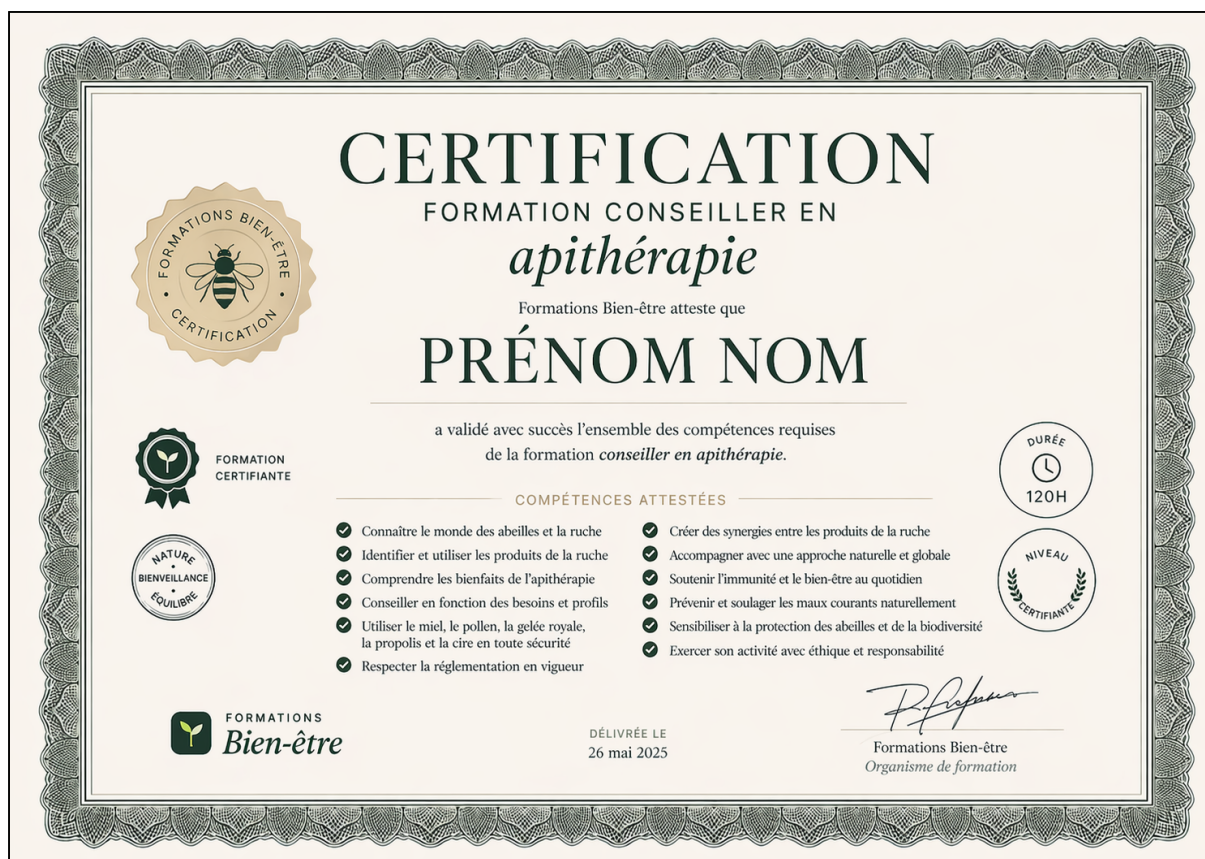 CERTIFICATION
FORMATION CONSEILLER EN
apithérapie
FORMATIONS BIEN-ÊTRE
CERTIFICATION
Formations Bien-être atteste que
PRÉNOM NOM
a validé avec succès l’ensemble des compétences requises
de la formation conseiller en apithérapie.
FORMATION
CERTIFIANTE
NATURE
BIENVEILLANCE
ÉQUILIBRE
DURÉE
120H
NIVEAU
CERTIFIANTE
COMPÉTENCES ATTESTÉES
Connaître le monde des abeilles et la ruche
Identifier et utiliser les produits de la ruche
Comprendre les bienfaits de l’apithérapie
Conseiller en fonction des besoins et profils
Utiliser le miel, le pollen, la gelée royale,
la propolis et la cire en toute sécurité
Respecter la réglementation en vigueur
Créer des synergies entre les produits de la ruche
Accompagner avec une approche naturelle et globale
Soutenir l’immunité et le bien-être au quotidien
Prévenir et soulager les maux courants naturellement
Sensibiliser à la protection des abeilles et de la biodiversité
Exercer son activité avec éthique et responsabilité
FORMATIONS
Bien-être
DÉLIVRÉE LE
26 mai 2025
Formations Bien-être
Organisme de formation